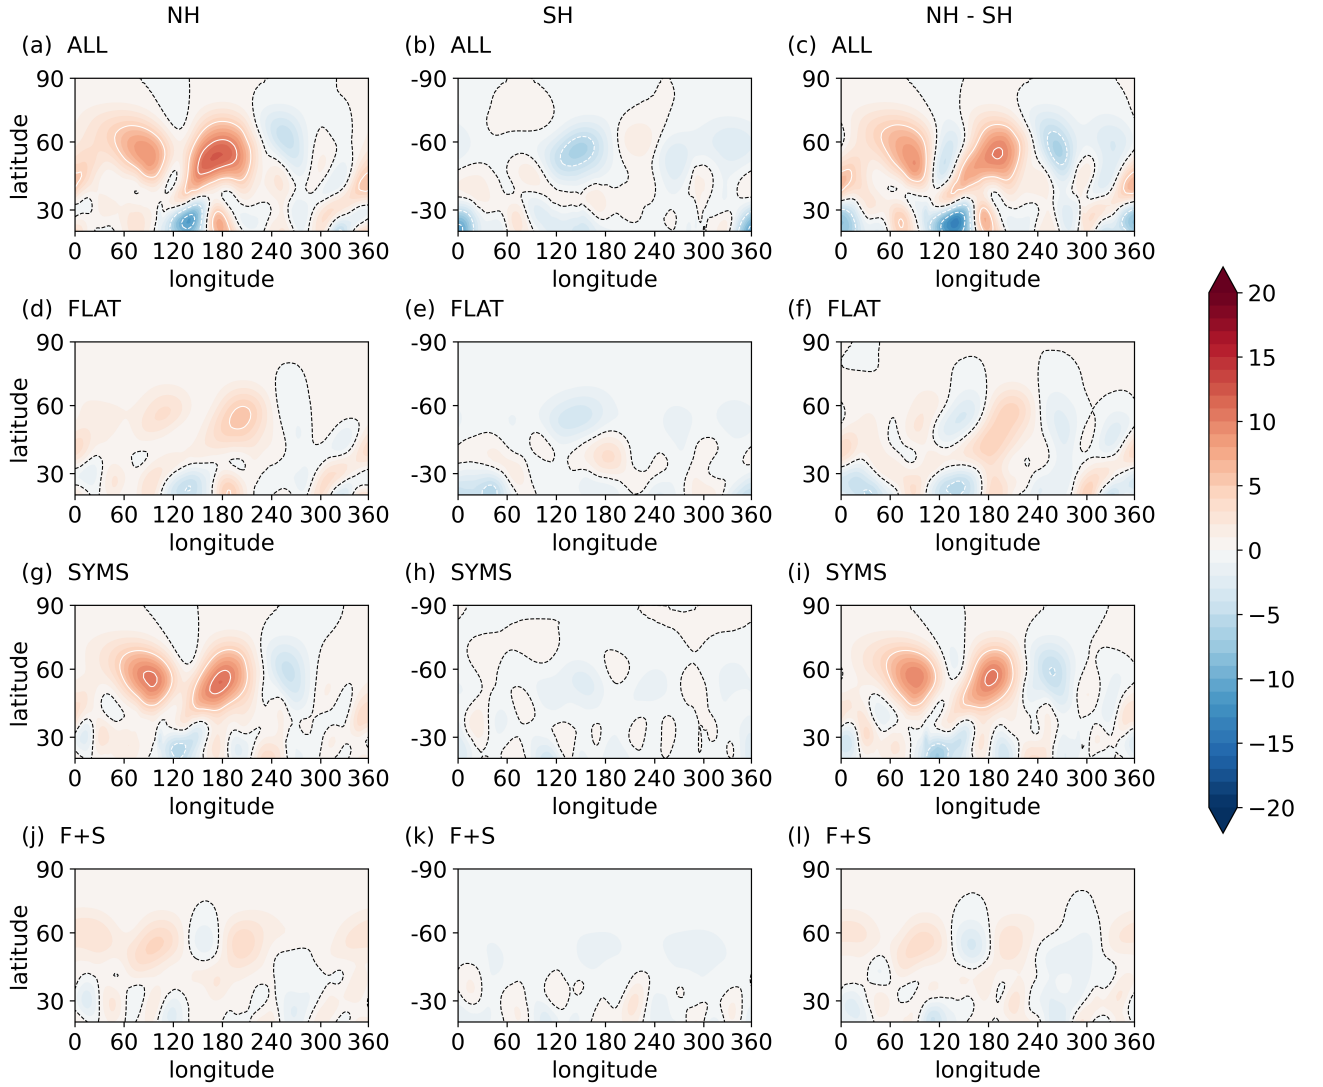 NH SH NH - SH
(a) ALL (b) ALL (c) ALL
90 -90 90
60 -60 60
30 -30 30
latitude
0 60 120 180 240 300 360 0 60 120 180 240 300 360 0 60 120 180 240 300 360
longitude longitude longitude
(d) FLAT (e) FLAT (f) FLAT
90 -90 90
60 -60 60
30 -30 30
latitude
0 60 120 180 240 300 360 0 60 120 180 240 300 360 0 60 120 180 240 300 360
longitude longitude longitude
(g) SYMS (h) SYMS (i) SYMS
90 -90 90
60 -60 60
30 -30 30
latitude
0 60 120 180 240 300 360 0 60 120 180 240 300 360 0 60 120 180 240 300 360
longitude longitude longitude
(j) F+S (k) F+S (l) F+S
90 -90 90
60 -60 60
30 -30 30
latitude
0 60 120 180 240 300 360 0 60 120 180 240 300 360 0 60 120 180 240 300 360
longitude longitude longitude
20
15
10
5
0
−5
−10
−15
−20